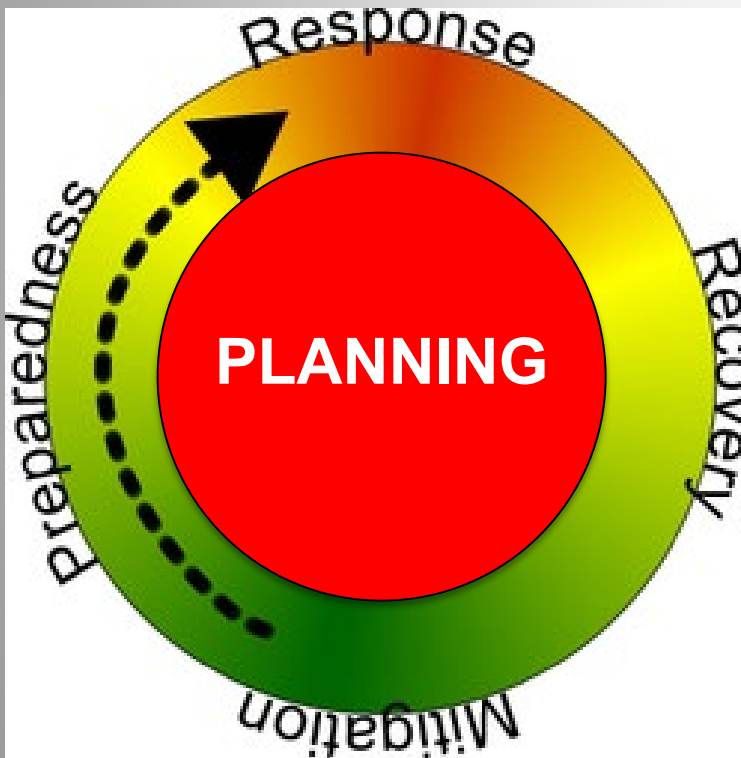 Response
Recovery
Mitigation
Preparedness
PLANNING